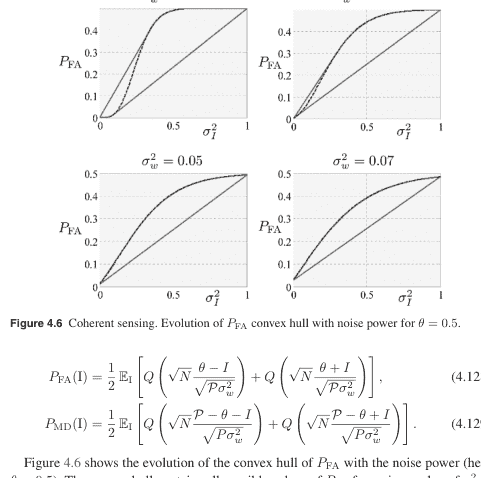 0.4
0.3
P_FA 0.2
0.1
0
0 0.5 σ_I^2 1
0.4
0.3
P_FA 0.2
0.1
0
0 0.5 σ_I^2 1
σ_w^2 = 0.05
0.5
0.4
0.3
P_FA
0.2
0.1
0 0.5 σ_I^2 1
σ_w^2 = 0.07
0.5
0.4
0.3
P_FA
0.2
0.1
0
0 0.5 σ_I^2 1
Figure 4.6 Coherent sensing. Evolution of P_FA convex hull with noise power for θ = 0.5.
P_FA(I) = 1/2 𝔼_I [ Q ( √N (θ − I)/√(𝒫σ_w^2) ) + Q ( √N (θ + I)/√(𝒫σ_w^2) ) ], (4.12
P_MD(I) = 1/2 𝔼_I [ Q ( √N (𝒫 − θ − I)/√(Pσ_w^2) ) + Q ( √N (𝒫 − θ + I)/√(Pσ_w^2) ) ]. (4.12
Figure 4.6 shows the evolution of the convex hull of P_FA with the noise power (he